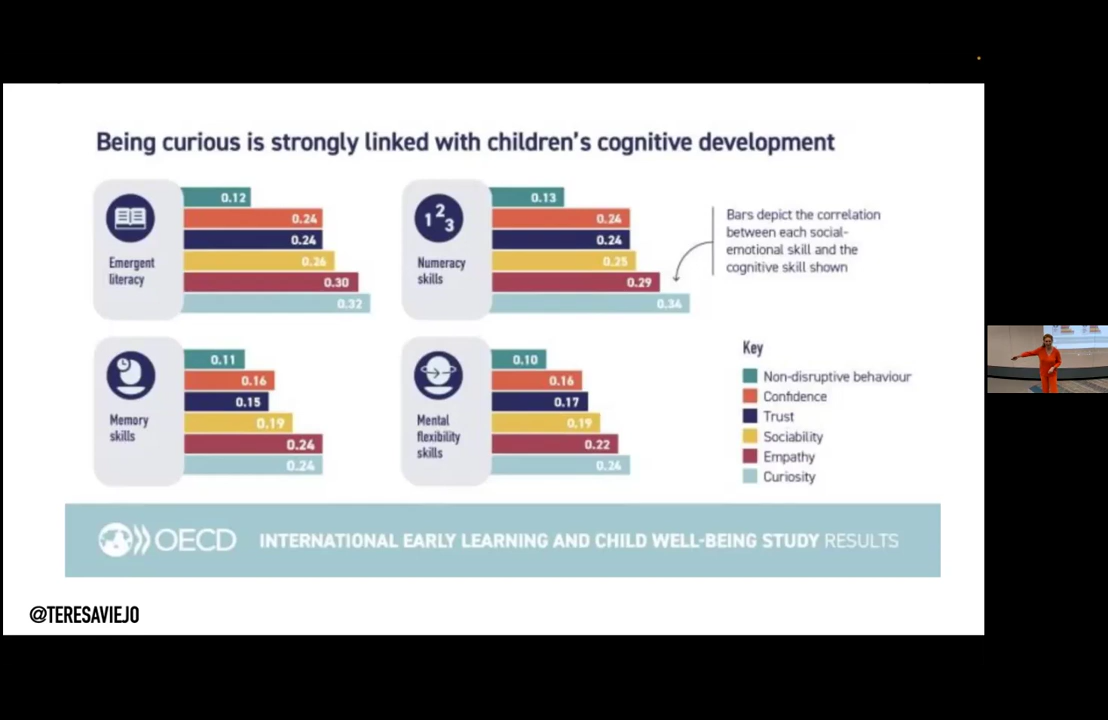 Being curious is strongly linked with children's cognitive development
Emergent
literacy
0.12
0.24
0.24
0.26
0.30
0.32
1 2 3
Numeracy
skills
0.13
0.24
0.24
0.25
0.29
0.34
Bars depict the correlation
between each social-
emotional skill and the
cognitive skill shown
Memory
skills
0.11
0.16
0.15
0.19
0.24
0.24
Mental
flexibility
skills
0.10
0.16
0.17
0.19
0.22
0.24
Key
Non-disruptive behaviour
Confidence
Trust
Sociability
Empathy
Curiosity
OECD INTERNATIONAL EARLY LEARNING AND CHILD WELL-BEING STUDY RESULTS
@TERESAVIEJO